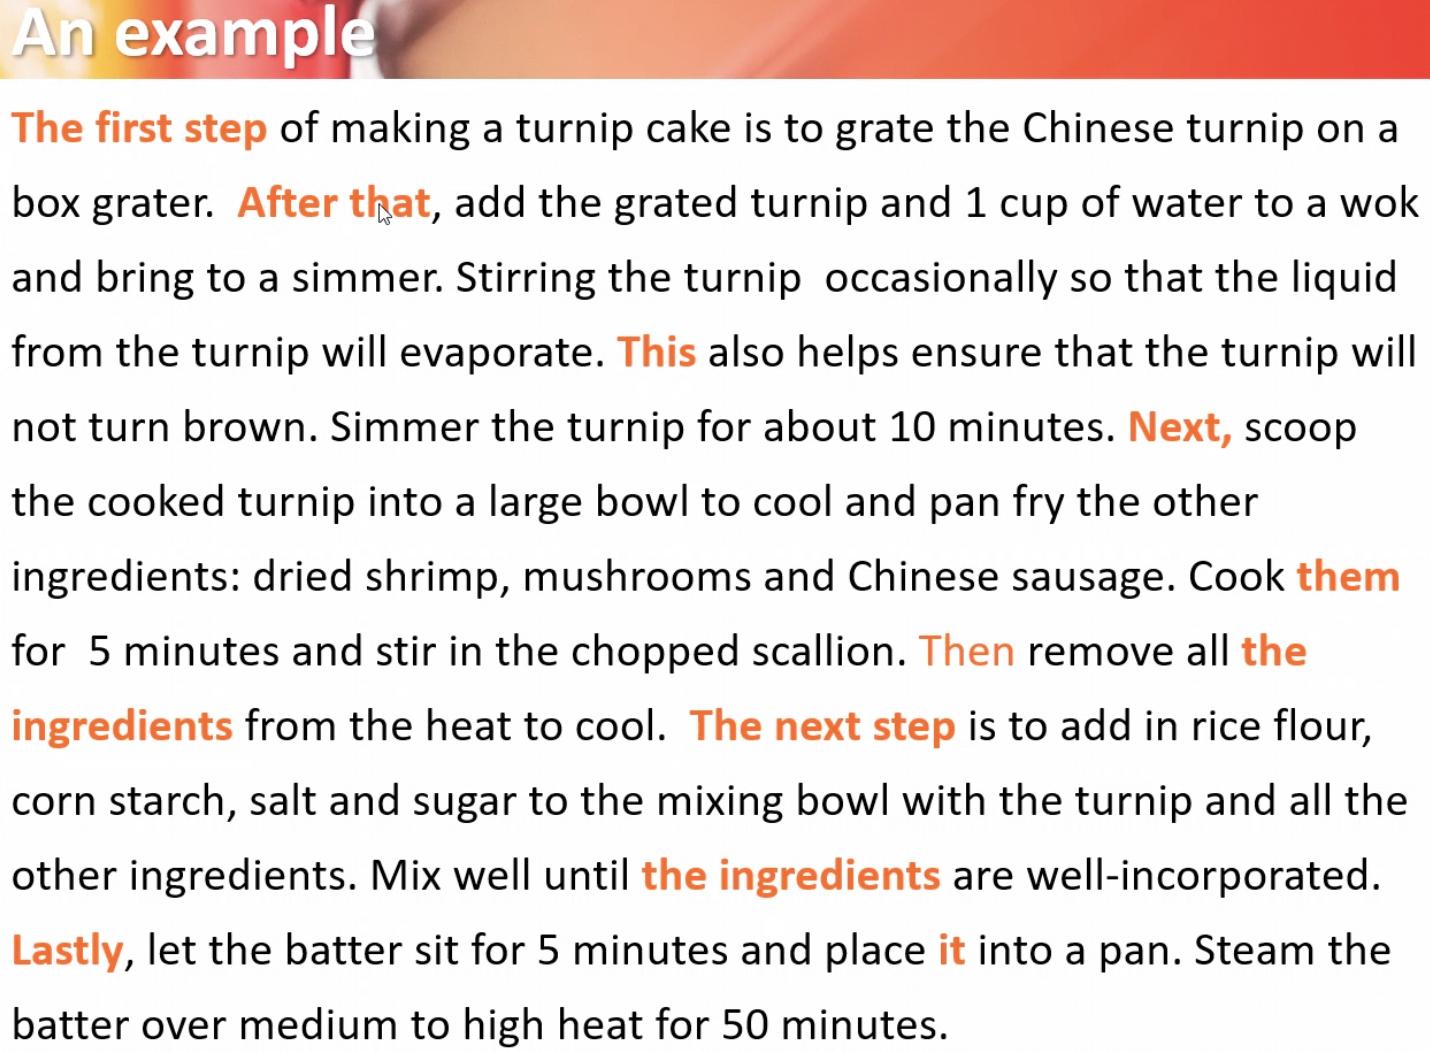 An example
The first step of making a turnip cake is to grate the Chinese turnip on a
box grater.  After that, add the grated turnip and 1 cup of water to a wok
and bring to a simmer. Stirring the turnip  occasionally so that the liquid
from the turnip will evaporate. This also helps ensure that the turnip will
not turn brown. Simmer the turnip for about 10 minutes. Next, scoop
the cooked turnip into a large bowl to cool and pan fry the other
ingredients: dried shrimp, mushrooms and Chinese sausage. Cook them
for  5 minutes and stir in the chopped scallion. Then remove all the
ingredients from the heat to cool.  The next step is to add in rice flour,
corn starch, salt and sugar to the mixing bowl with the turnip and all the
other ingredients. Mix well until the ingredients are well-incorporated.
Lastly, let the batter sit for 5 minutes and place it into a pan. Steam the
batter over medium to high heat for 50 minutes.